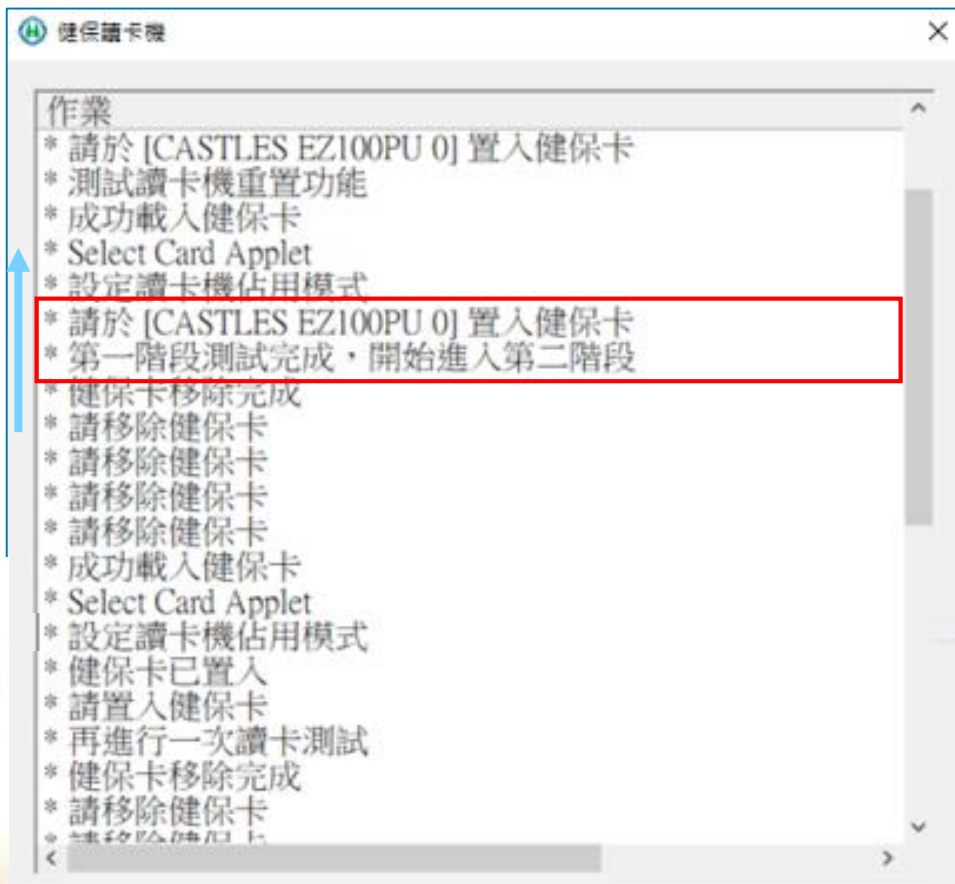 健保讀卡機
作業
* 請於 [CASTLES EZ100PU 0] 置入健保卡
* 測試讀卡機重置功能
* 成功載入健保卡
* Select Card Applet
* 設定讀卡機佔用模式
* 請於 [CASTLES EZ100PU 0] 置入健保卡
* 第一階段測試完成，開始進入第二階段
* 健保卡移除完成
* 請移除健保卡
* 請移除健保卡
* 請移除健保卡
* 請移除健保卡
* 成功載入健保卡
* Select Card Applet
* 設定讀卡機佔用模式
* 健保卡已置入
* 請置入健保卡
* 再進行一次讀卡測試
* 健保卡移除完成
* 請移除健保卡
* 請移除健保卡